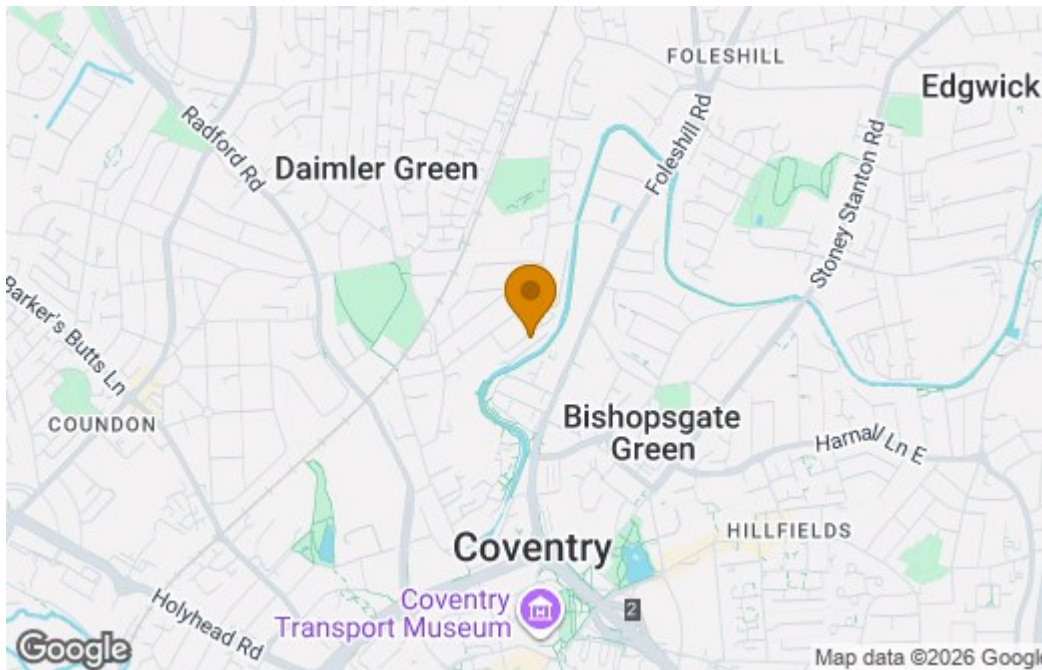 FOLESHILL
Edgwick
Radford Rd
Foleshill Rd
Daimler Green
Stoney Stanton Rd
Barker's Butts Ln
COUNDON
Bishopsgate
Green
Harnall Ln E
HILLFIELDS
Coventry
Coventry
Transport Museum
2
Holyhead Rd
Google
Map data ©2026 Google